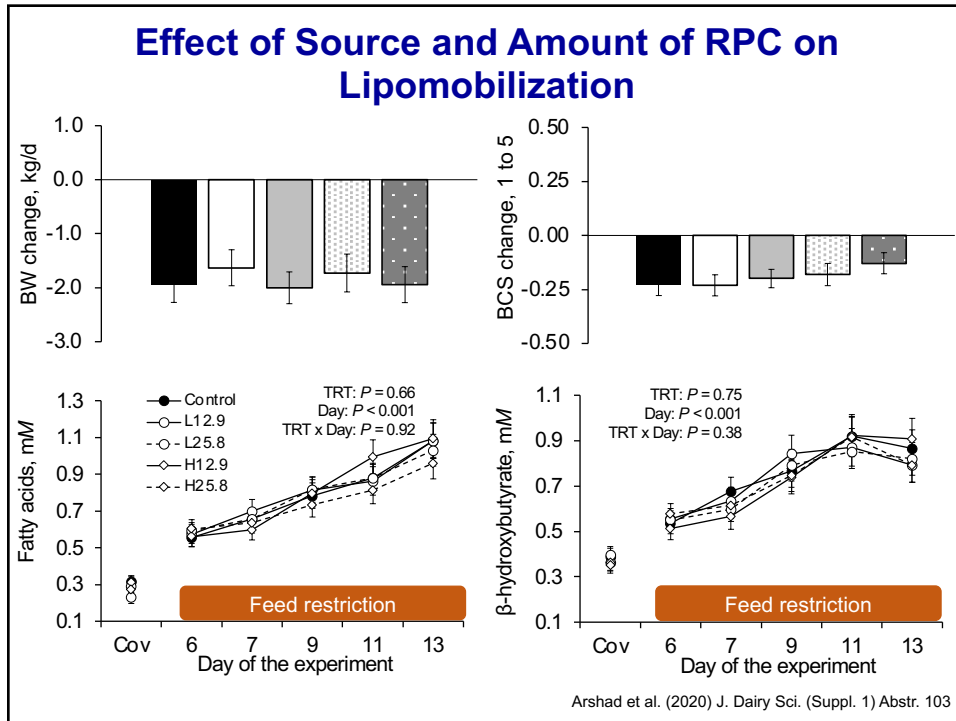 Effect of Source and Amount of RPC on
Lipomobilization
BW change, kg/d
1.0
0.0
-1.0
-2.0
-3.0
BCS change, 1 to 5
0.50
0.25
0.00
-0.25
-0.50
Fatty acids, mM
1.3
1.1
0.9
0.7
0.5
0.3
0.1
Control
L12.9
L25.8
H12.9
H25.8
TRT: P = 0.66
Day: P < 0.001
TRT x Day: P = 0.92
Feed restriction
Cov 6 7 9 11 13
Day of the experiment
β-hydroxybutyrate, mM
1.1
0.9
0.7
0.5
0.3
0.1
TRT: P = 0.75
Day: P < 0.001
TRT x Day: P = 0.38
Feed restriction
Cov 6 7 9 11 13
Day of the experiment
Arshad et al. (2020) J. Dairy Sci. (Suppl. 1) Abstr. 103